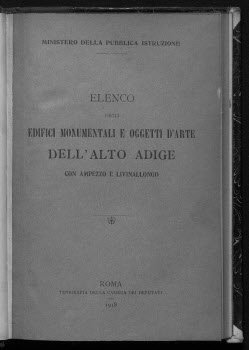 MINISTERO DELLA PUBBLICA ISTRUZIONE
ELENCO
DEGLI
EDIFICI MONUMENTALI E OGGETTI D'ARTE
DELL'ALTO ADIGE
CON AMPEZZO E LIVINALLONGO
ROMA
TIPOGRAFIA DELLA CAMERA DEI DEPUTATI
1918